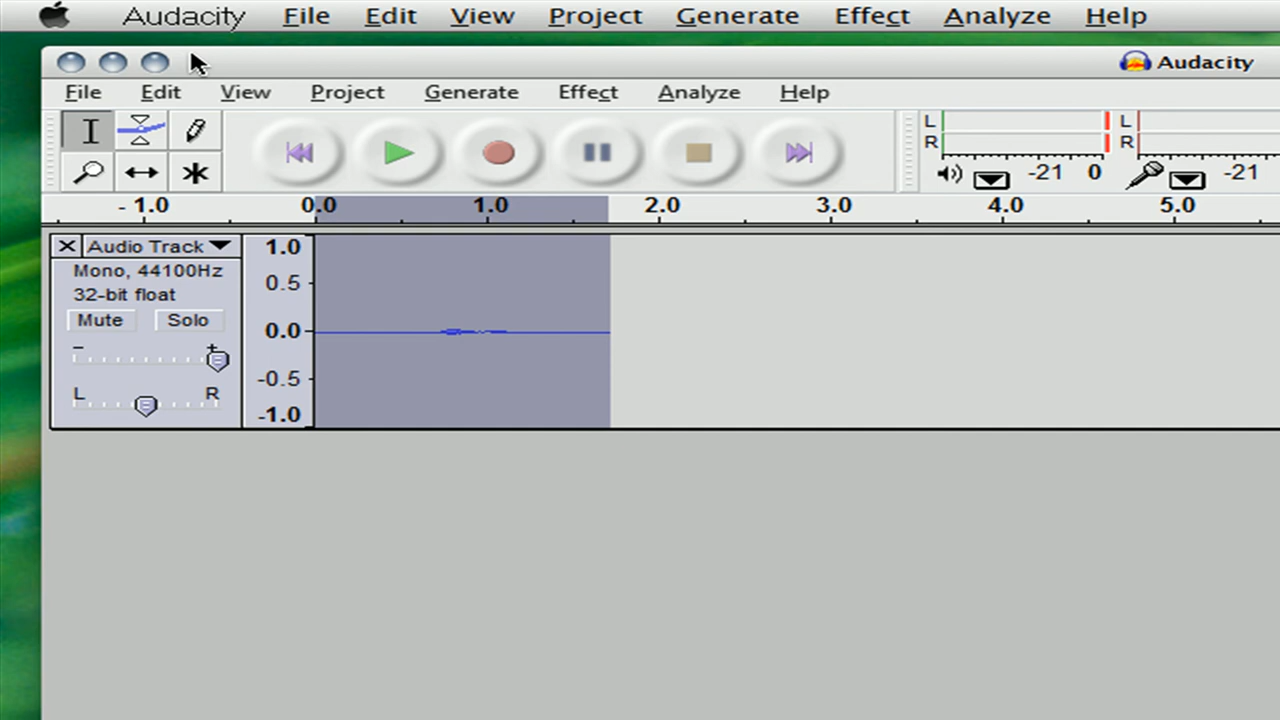 Audacity File Edit View Project Generate Effect Analyze Help
Audacity
File Edit View Project Generate Effect Analyze Help
L
R
-21 0
L
R
-21
- 1.0 0.0 1.0 2.0 3.0 4.0 5.0
X Audio Track
Mono, 44100Hz
32-bit float
Mute Solo
- +
L R
1.0
0.5
0.0
-0.5
-1.0